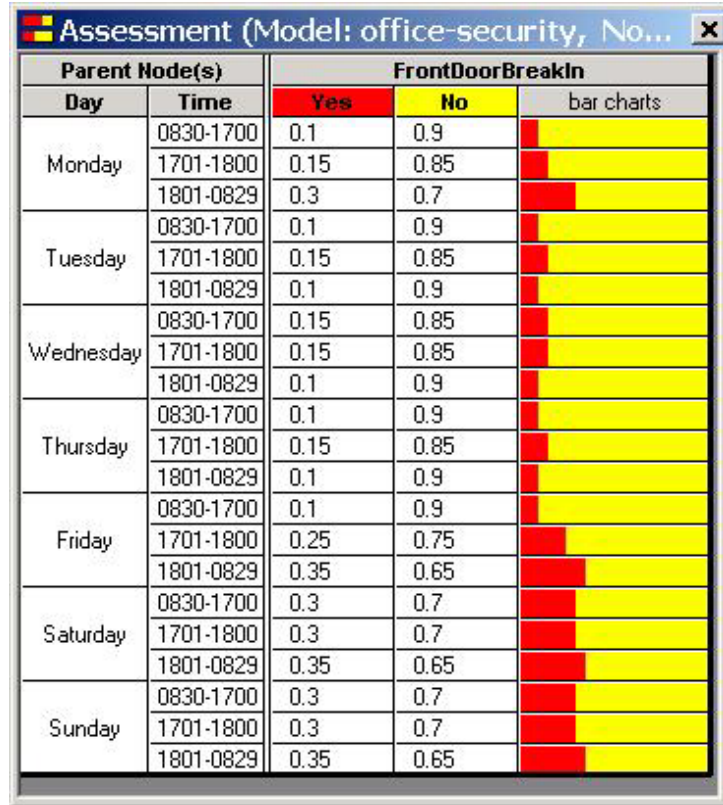 Assessment (Model: office-security, No...
Parent Node(s) FrontDoorBreakIn
Day Time Yes No bar charts
0830-1700 0.1 0.9
Monday 1701-1800 0.15 0.85
1801-0829 0.3 0.7
0830-1700 0.1 0.9
Tuesday 1701-1800 0.15 0.85
1801-0829 0.1 0.9
0830-1700 0.15 0.85
Wednesday 1701-1800 0.15 0.85
1801-0829 0.1 0.9
0830-1700 0.1 0.9
Thursday 1701-1800 0.15 0.85
1801-0829 0.1 0.9
0830-1700 0.1 0.9
Friday 1701-1800 0.25 0.75
1801-0829 0.35 0.65
0830-1700 0.3 0.7
Saturday 1701-1800 0.3 0.7
1801-0829 0.35 0.65
0830-1700 0.3 0.7
Sunday 1701-1800 0.3 0.7
1801-0829 0.35 0.65